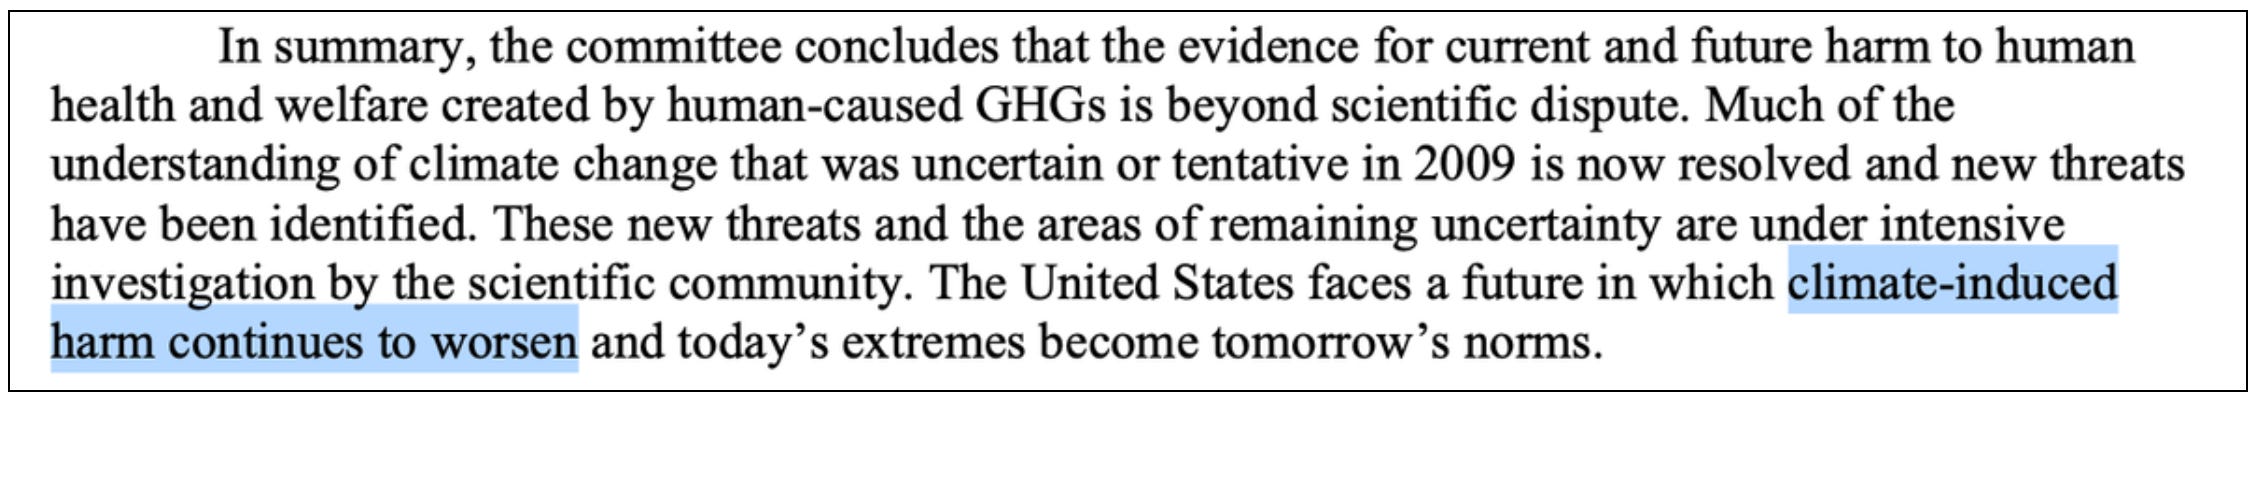 In summary, the committee concludes that the evidence for current and future harm to human
health and welfare created by human-caused GHGs is beyond scientific dispute. Much of the
understanding of climate change that was uncertain or tentative in 2009 is now resolved and new threats
have been identified. These new threats and the areas of remaining uncertainty are under intensive
investigation by the scientific community. The United States faces a future in which climate-induced
harm continues to worsen and today’s extremes become tomorrow’s norms.